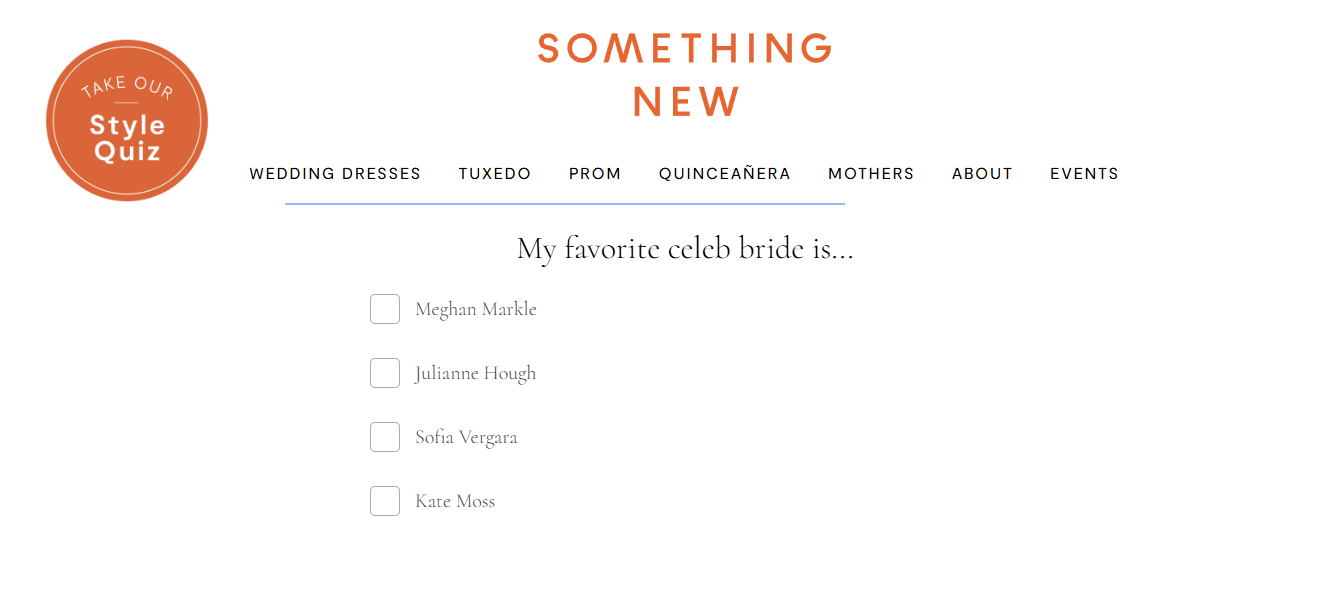 TAKE OUR
Style
Quiz
SOMETHING
NEW
WEDDING DRESSES TUXEDO PROM QUINCEAÑERA MOTHERS ABOUT EVENTS
My favorite celeb bride is...
Meghan Markle
Julianne Hough
Sofia Vergara
Kate Moss